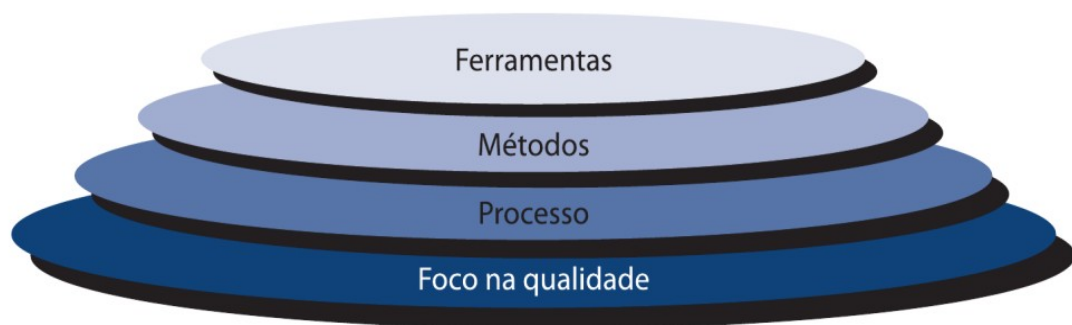 Ferramentas
Métodos
Processo
Foco na qualidade